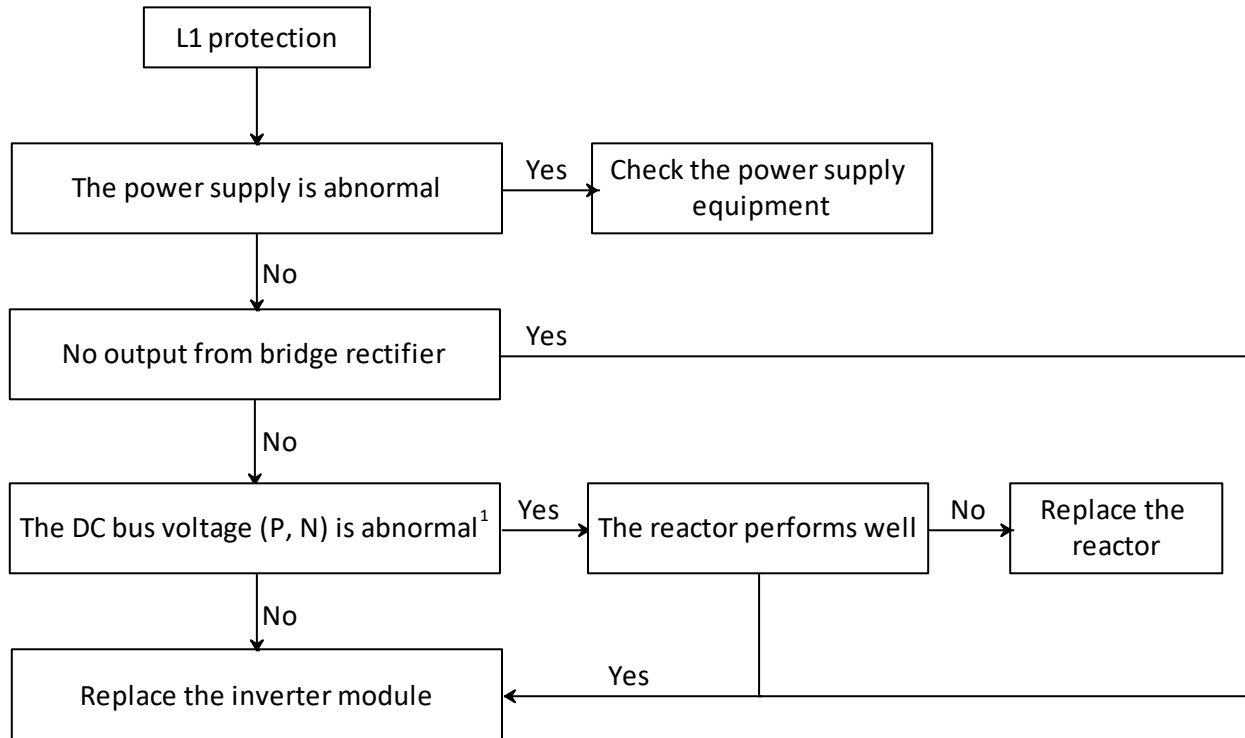 L1 protection
The power supply is abnormal
Yes
Check the power supply
equipment
No
No output from bridge rectifier
Yes
No
The DC bus voltage (P, N) is abnormal1
Yes
The reactor performs well
No
Replace the
reactor
No
Replace the inverter module
Yes